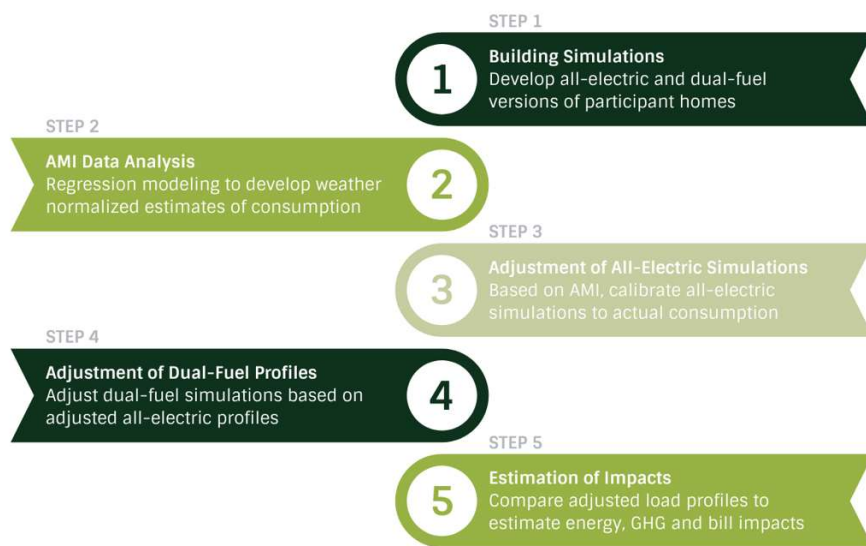 STEP 1
1
Building Simulations
Develop all-electric and dual-fuel
versions of participant homes
STEP 2
AMI Data Analysis
Regression modeling to develop weather
normalized estimates of consumption
2
STEP 3
3
Adjustment of All-Electric Simulations
Based on AMI, calibrate all-electric
simulations to actual consumption
STEP 4
Adjustment of Dual-Fuel Profiles
Adjust dual-fuel simulations based on
adjusted all-electric profiles
4
STEP 5
5
Estimation of Impacts
Compare adjusted load profiles to
estimate energy, GHG and bill impacts